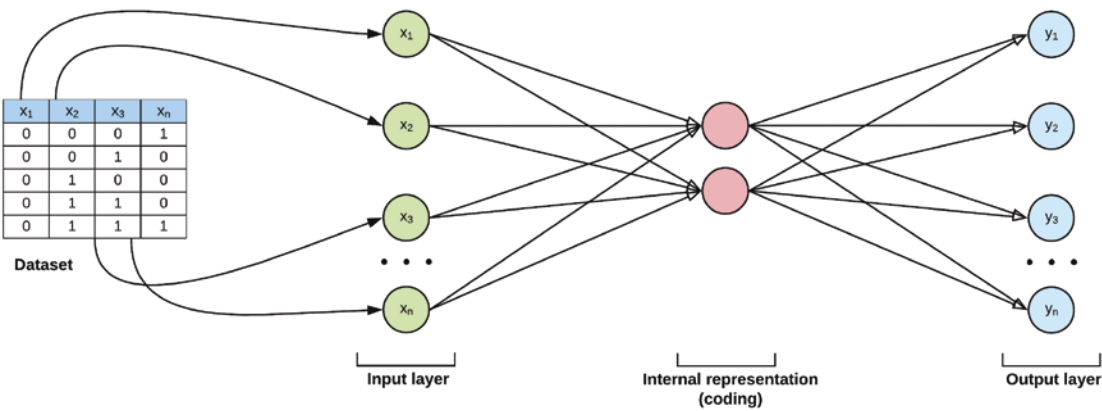 x₁ x₂ x₃ xₙ
0 0 0 1
0 0 1 0
0 1 0 0
0 1 1 0
0 1 1 1
Dataset
x₁
x₂
x₃
• • •
xₙ
Input layer
Internal representation
(coding)
y₁
y₂
y₃
• • •
yₙ
Output layer